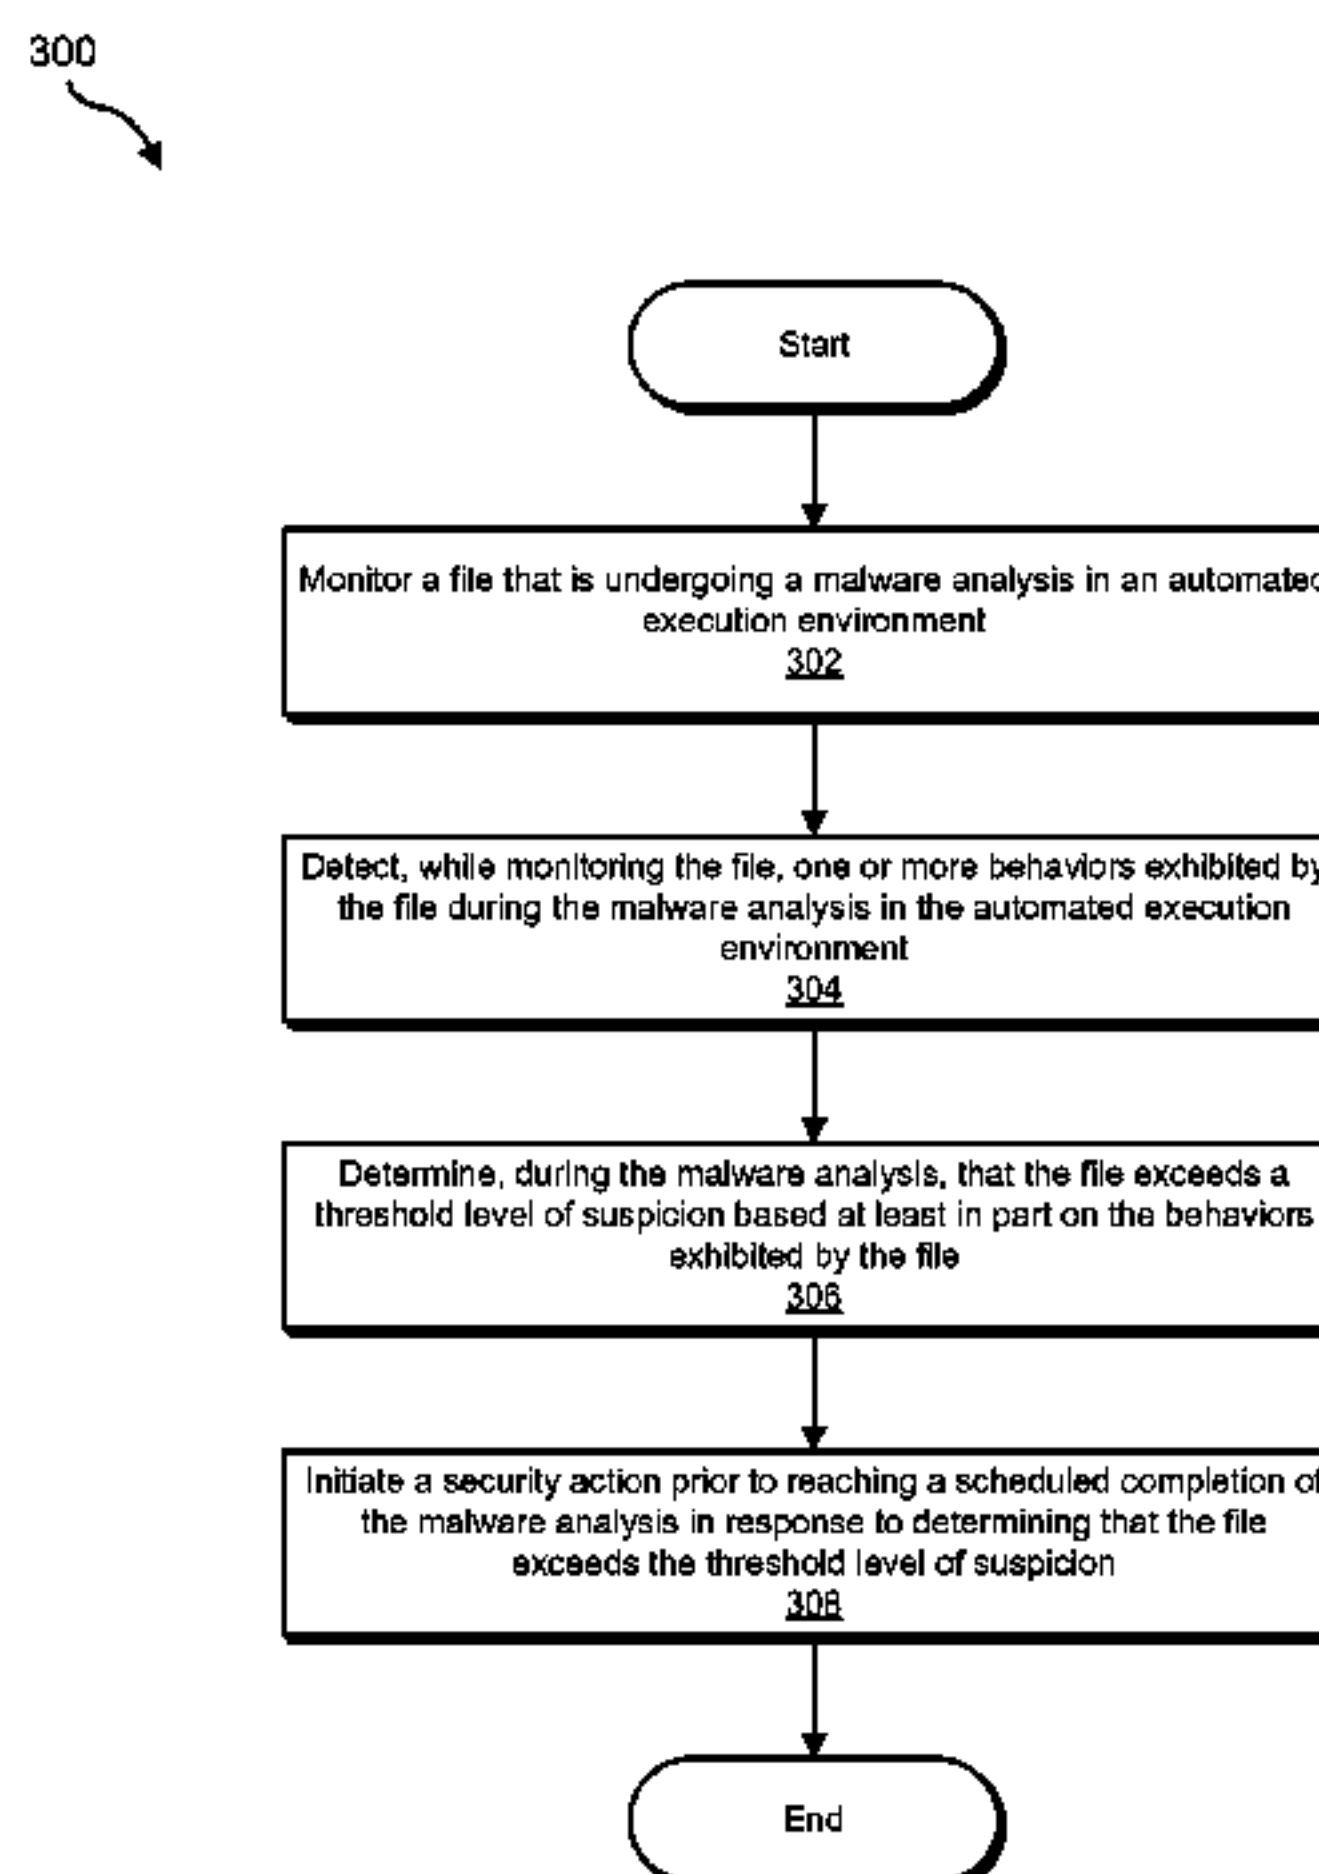 300
Start
Monitor a file that is undergoing a malware analysis in an automated
execution environment
302
Detect, while monitoring the file, one or more behaviors exhibited by
the file during the malware analysis in the automated execution
environment
304
Determine, during the malware analysis, that the file exceeds a
threshold level of suspicion based at least in part on the behaviors
exhibited by the file
306
Initiate a security action prior to reaching a scheduled completion of
the malware analysis in response to determining that the file
exceeds the threshold level of suspicion
308
End